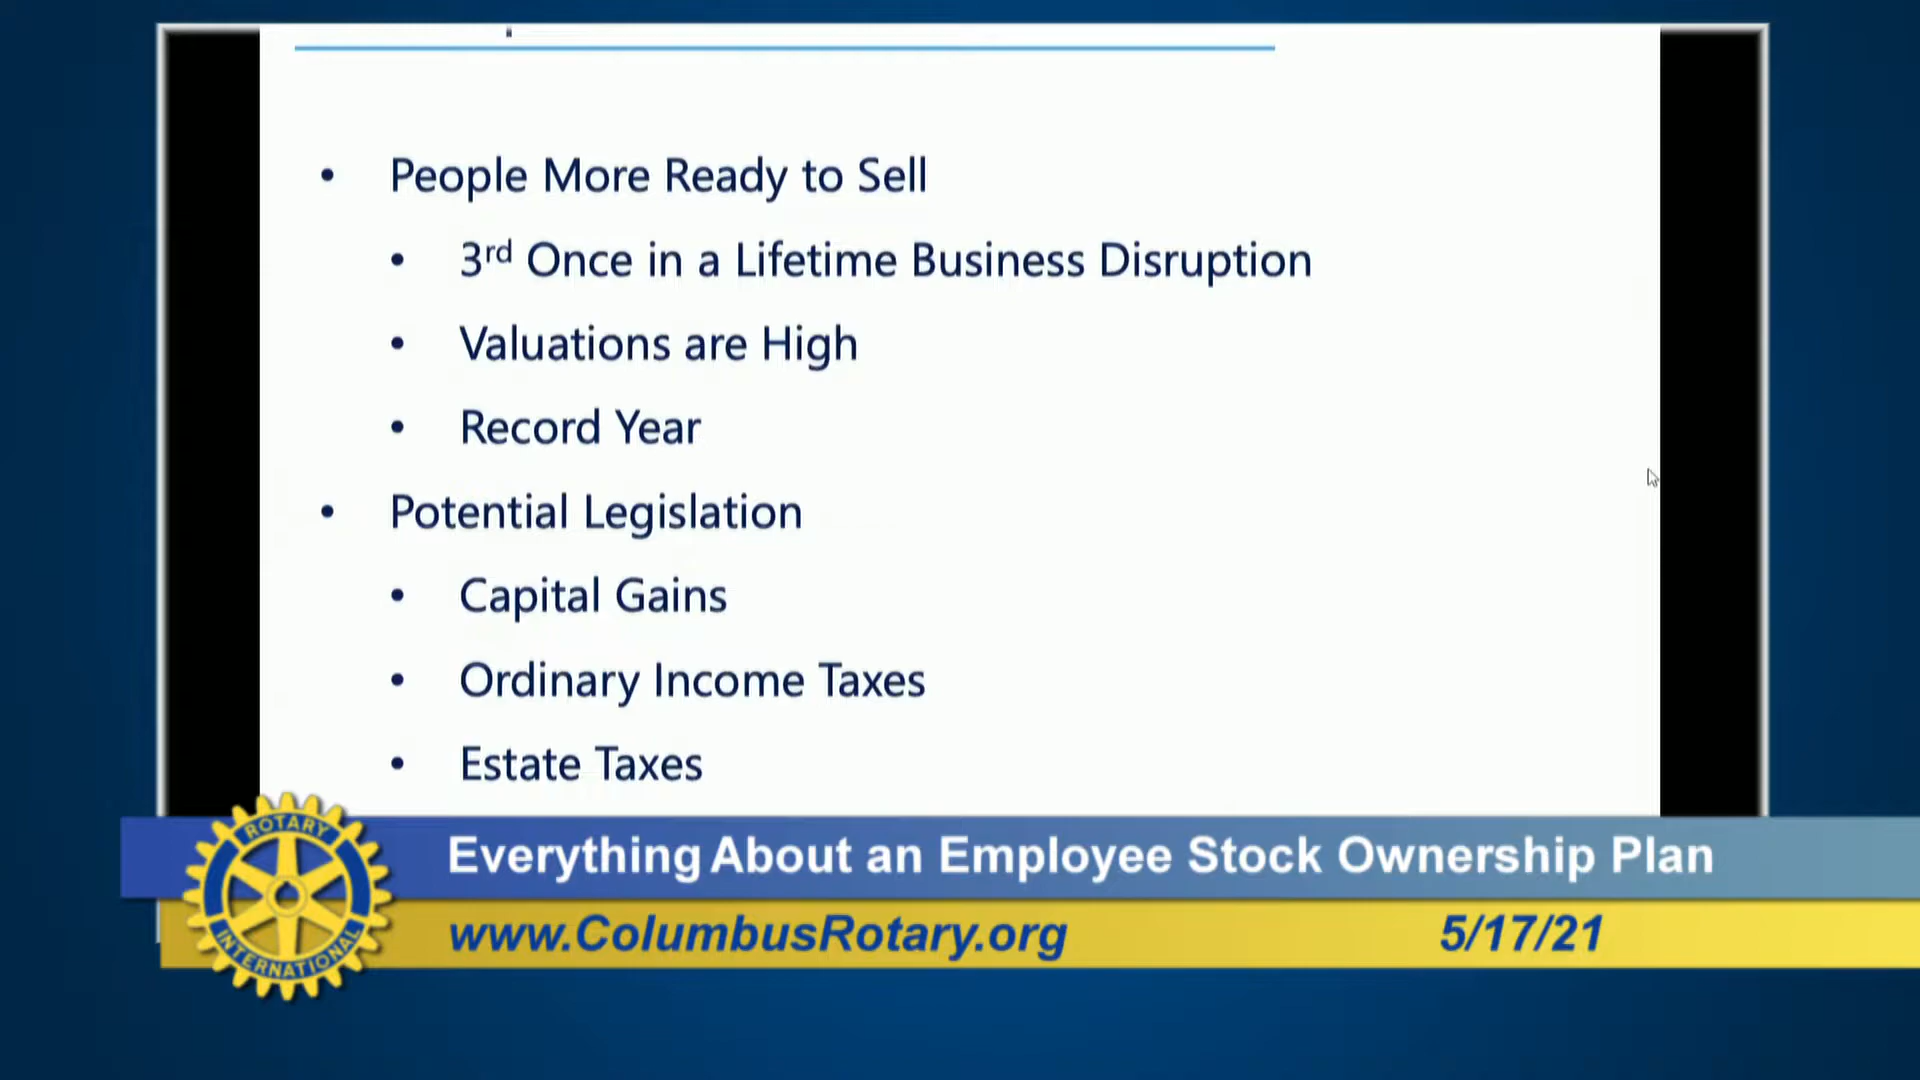 People More Ready to Sell
3rd Once in a Lifetime Business Disruption
Valuations are High
Record Year
Potential Legislation
Capital Gains
Ordinary Income Taxes
Estate Taxes
ROTARY
INTERNATIONAL
Everything About an Employee Stock Ownership Plan
www.ColumbusRotary.org
5/17/21